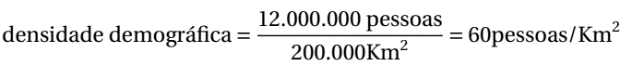 densidade demográfica = 12.000.000 pessoas / 200.000Km² = 60pessoas/Km²